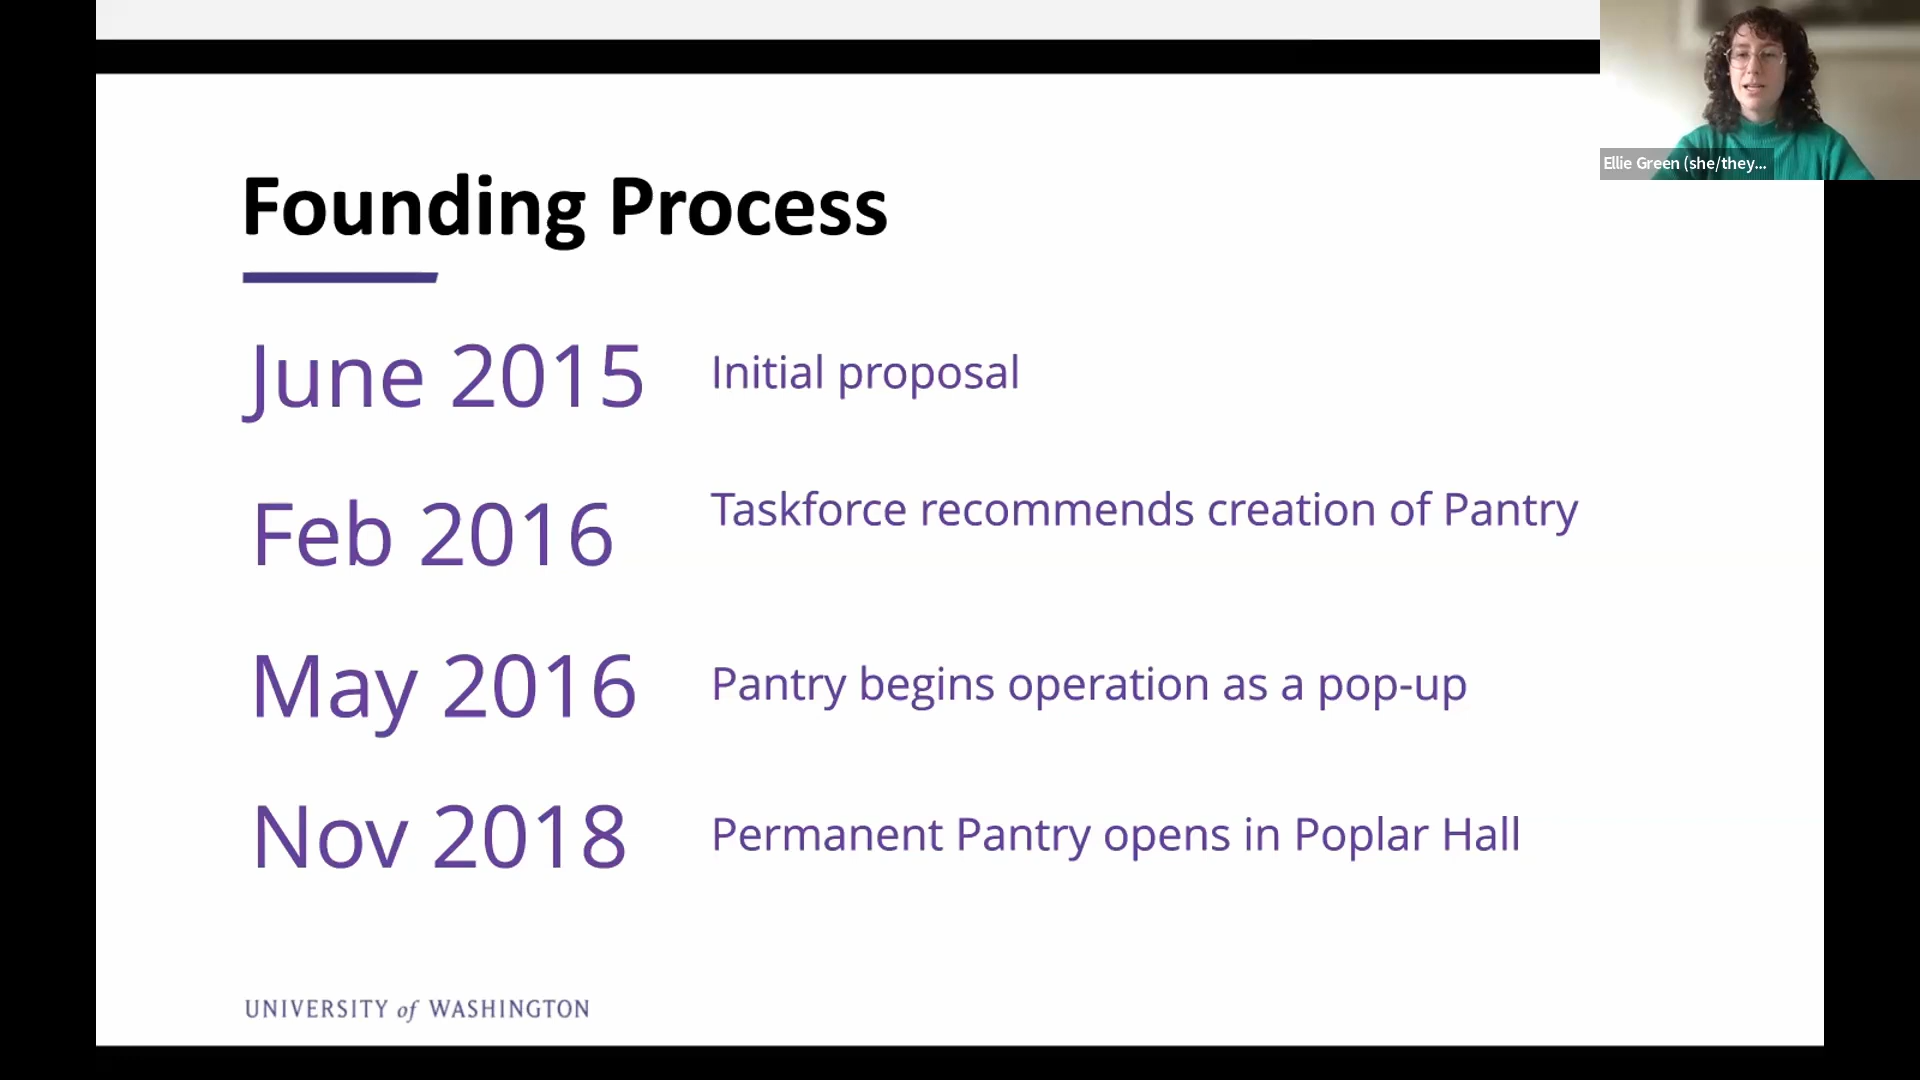 Ellie Green (she/they...
Founding Process
June 2015
Initial proposal
Feb 2016
Taskforce recommends creation of Pantry
May 2016
Pantry begins operation as a pop-up
Nov 2018
Permanent Pantry opens in Poplar Hall
UNIVERSITY of WASHINGTON